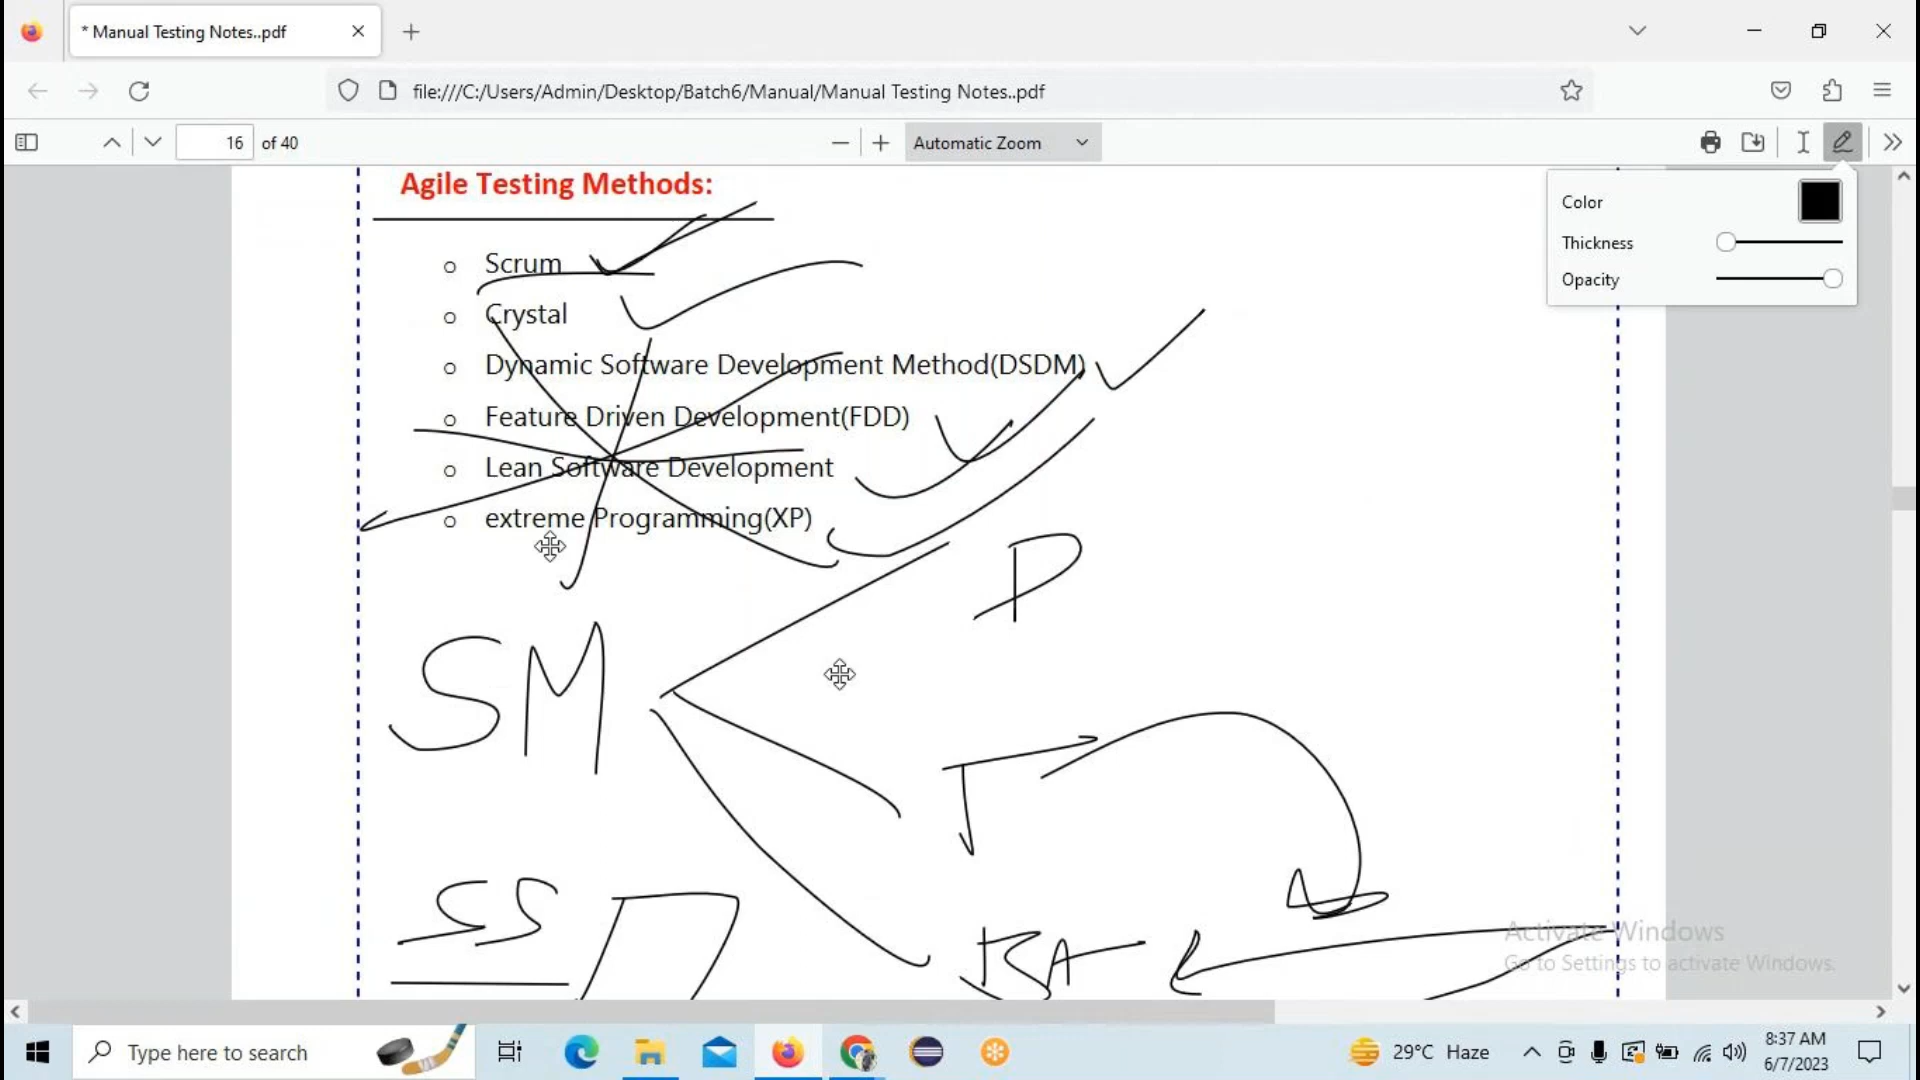 * Manual Testing Notes..pdf
file:///C:/Users/Admin/Desktop/Batch6/Manual/Manual Testing Notes..pdf
16 of 40
Automatic Zoom
Color
Thickness
Opacity
Agile Testing Methods:
Scrum
Crystal
Dynamic Software Development Method(DSDM)
Feature Driven Development(FDD)
Lean Software Development
extreme Programming(XP)
D
SM
T
SS
BA
Activate Windows
Go to Settings to activate Windows.
Type here to search
29°C Haze
8:37 AM
6/7/2023